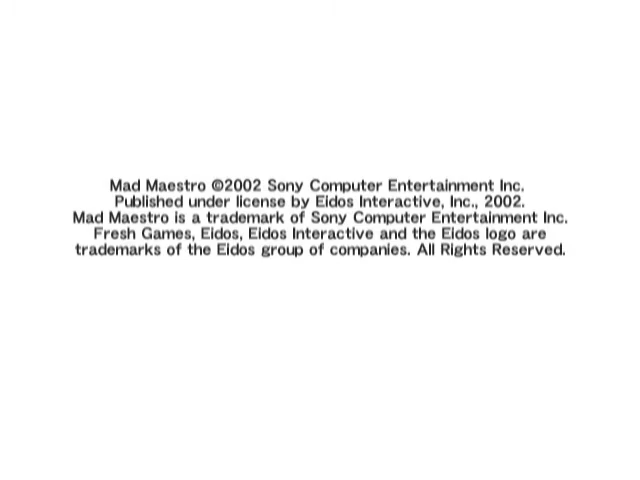 Mad Maestro ©2002 Sony Computer Entertainment Inc.
Published under license by Eidos Interactive, Inc., 2002.
Mad Maestro is a trademark of Sony Computer Entertainment Inc.
Fresh Games, Eidos, Eidos Interactive and the Eidos logo are
trademarks of the Eidos group of companies. All Rights Reserved.